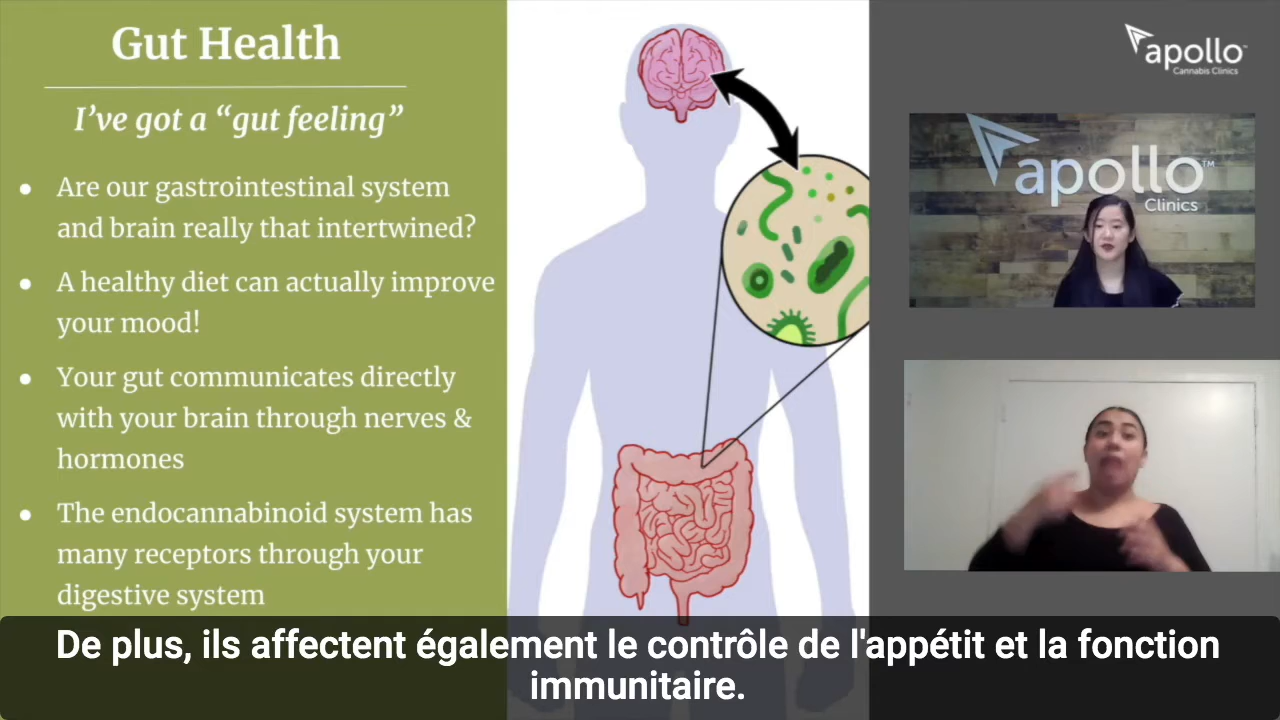 Gut Health
I've got a “gut feeling”
● Are our gastrointestinal system
and brain really that intertwined?
● A healthy diet can actually improve
your mood!
● Your gut communicates directly
with your brain through nerves &
hormones
● The endocannabinoid system has
many receptors through your
digestive system
apollo™
Cannabis Clinics
apollo™
Clinics
De plus, ils affectent également le contrôle de l'appétit et la fonction
immunitaire.